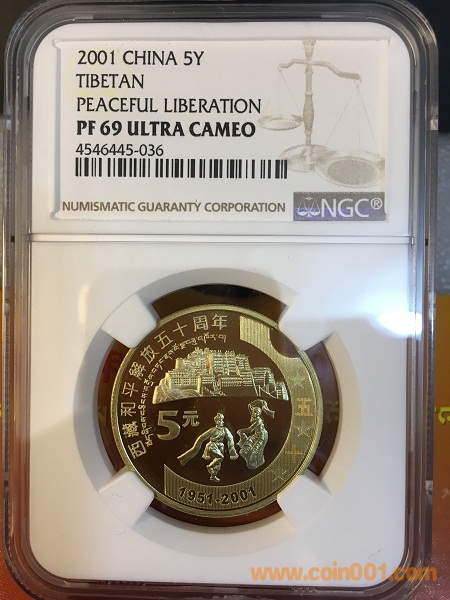 2001 CHINA 5Y
TIBETAN
PEACEFUL LIBERATION
PF 69 ULTRA CAMEO
4546445-036
NUMISMATIC GUARANTY CORPORATION
NGC®
西藏和平解放五十周年
5元
五
1951-2001
www.coin001.com